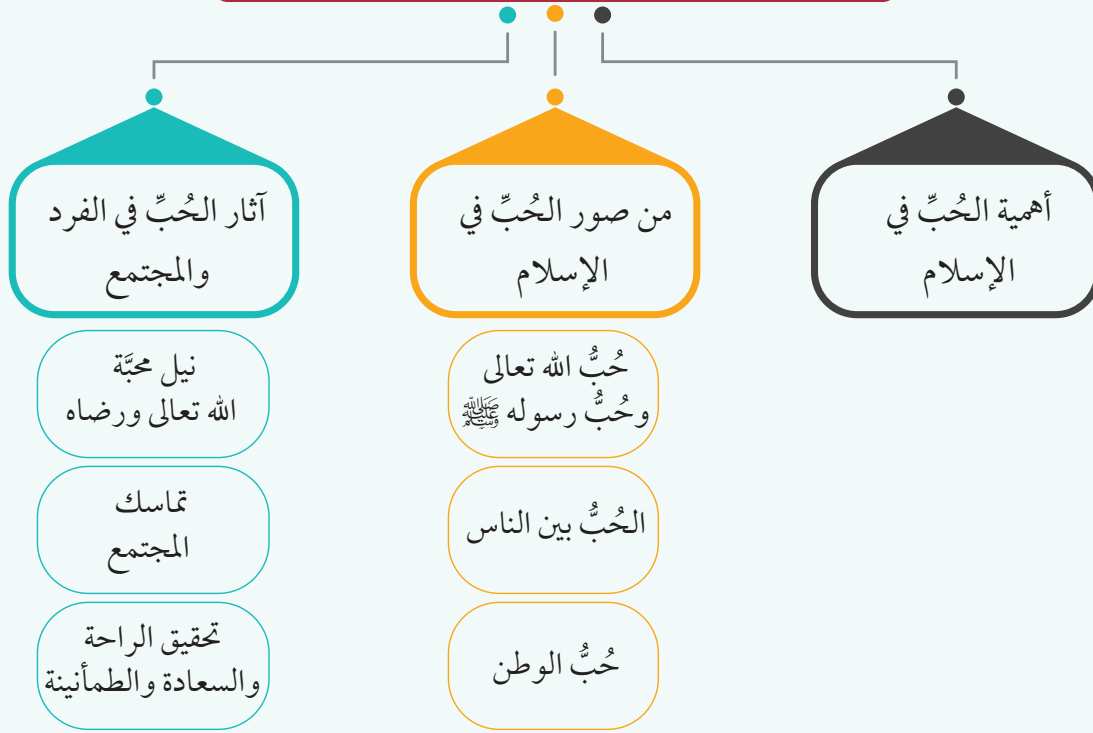 أهمية الحُبِّ في
الإسلام
من صور الحُبِّ في
الإسلام
حُبُّ الله تعالى
وحُبُّ رسوله ﷺ
الحُبُّ بين الناس
حُبُّ الوطن
آثار الحُبِّ في الفرد
والمجتمع
نيل محبَّة
الله تعالى ورضاه
تماسك
المجتمع
تحقيق الراحة
والسعادة والطمأنينة